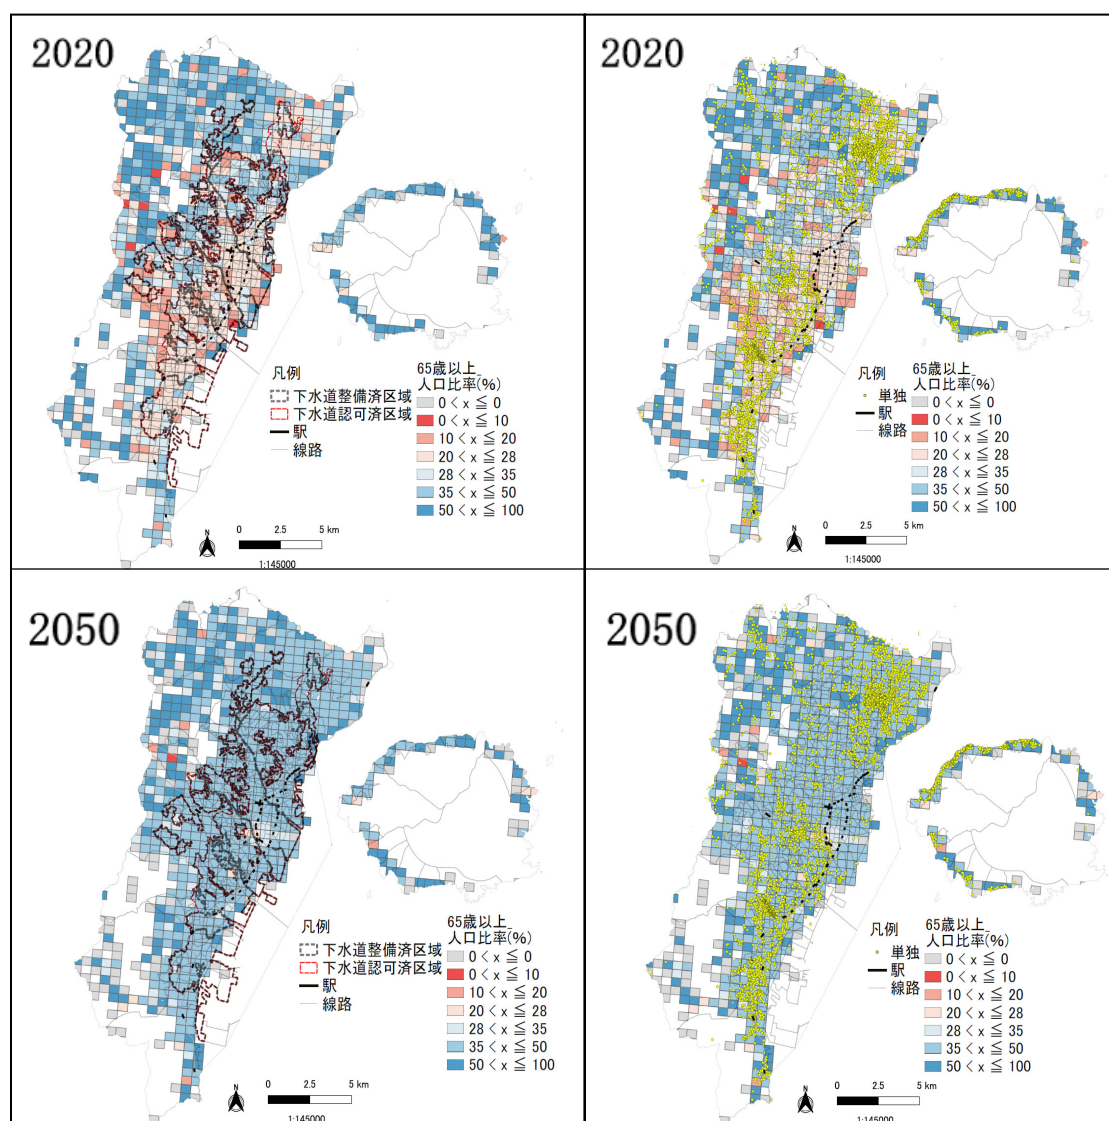 2020
凡例
下水道整備済区域
下水道認可済区域
駅
線路
65歳以上_
人口比率(%)
0 < x ≦ 0
0 < x ≦ 10
10 < x ≦ 20
20 < x ≦ 28
28 < x ≦ 35
35 < x ≦ 50
50 < x ≦ 100
N
0 2.5 5 km
1:145000
2020
凡例
単独
駅
線路
65歳以上_
人口比率(%)
0 < x ≦ 0
0 < x ≦ 10
10 < x ≦ 20
20 < x ≦ 28
28 < x ≦ 35
35 < x ≦ 50
50 < x ≦ 100
N
0 2.5 5 km
1:145000
2050
凡例
下水道整備済区域
下水道認可済区域
駅
線路
65歳以上_
人口比率(%)
0 < x ≦ 0
0 < x ≦ 10
10 < x ≦ 20
20 < x ≦ 28
28 < x ≦ 35
35 < x ≦ 50
50 < x ≦ 100
N
0 2.5 5 km
1:145000
2050
凡例
単独
駅
線路
65歳以上_
人口比率(%)
0 < x ≦ 0
0 < x ≦ 10
10 < x ≦ 20
20 < x ≦ 28
28 < x ≦ 35
35 < x ≦ 50
50 < x ≦ 100
N
0 2.5 5 km
1:145000